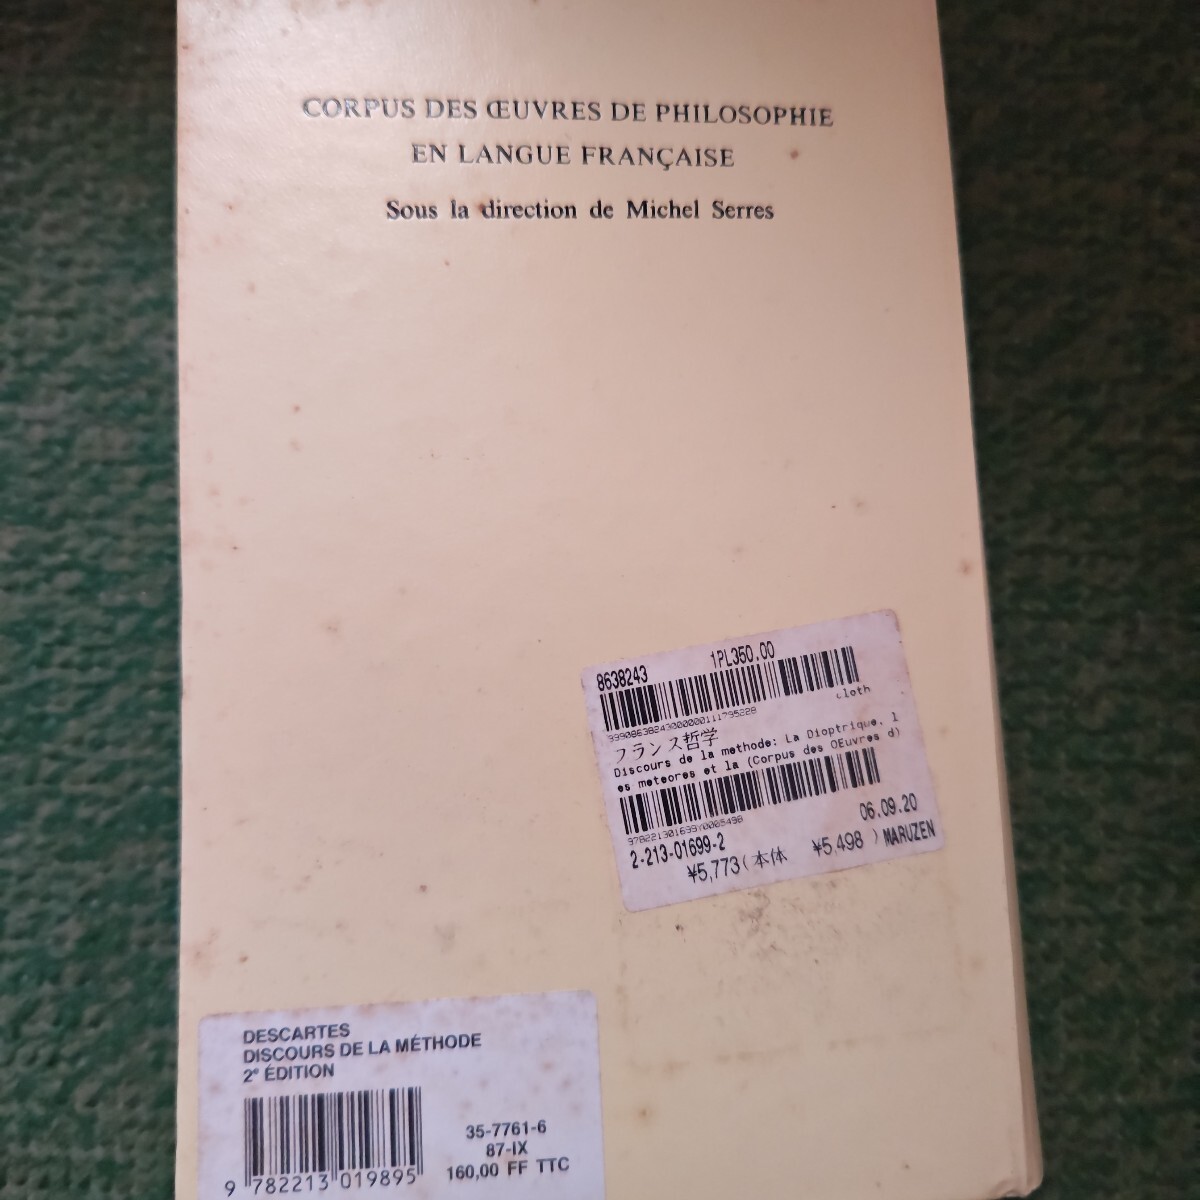 CORPUS DES ŒUVRES DE PHILOSOPHIE
EN LANGUE FRANÇAISE
Sous la direction de Michel Serres
8638243 1PL350.00
cloth
3990863824300000111795228
フランス哲学
Discours de la methode: La Dioptrique, l
es meteores et la (Corpus des OEuvres d)
97822130169970005498
06.09.20
2-213-01699-2
¥5,773(本体 ¥5,498 ) MARUZEN
DESCARTES
DISCOURS DE LA MÉTHODE
2e ÉDITION
35-7761-6
87-IX
160,00 FF TTC
9 782213 019895